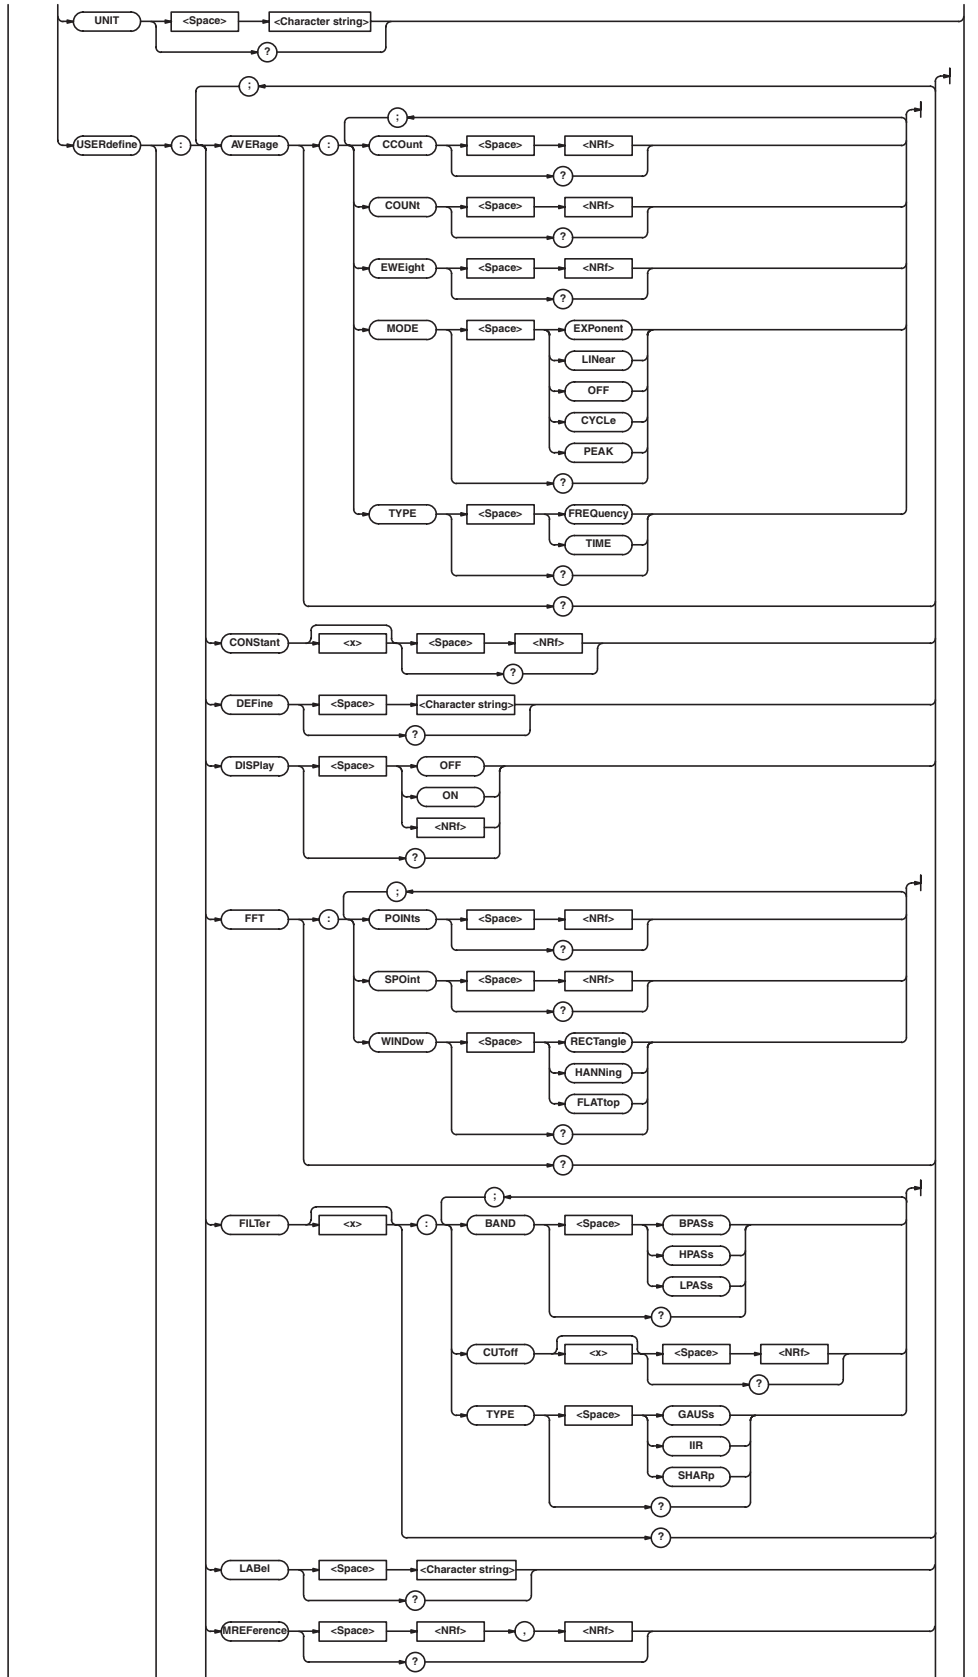 UNIT <Space> <Character string>
?
;
;
USERdefine : AVERage : CCOunt <Space> <NRf>
?
COUNt <Space> <NRf>
?
EWEight <Space> <NRf>
?
MODE <Space> EXPonent
LINear
OFF
CYCLe
PEAK
?
TYPE <Space> FREQuency
TIME
?
?
CONStant <x> <Space> <NRf>
?
DEFine <Space> <Character string>
?
DISPlay <Space> OFF
ON
<NRf>
?
;
FFT : POINts <Space> <NRf>
?
SPOint <Space> <NRf>
?
WINDow <Space> RECTangle
HANNing
FLATtop
?
?
;
FILTer <x> : BAND <Space> BPASs
HPASs
LPASs
?
CUToff <x> <Space> <NRf>
?
TYPE <Space> GAUSs
IIR
SHARp
?
?
LABel <Space> <Character string>
?
MREFerence <Space> <NRf> , <NRf>
?